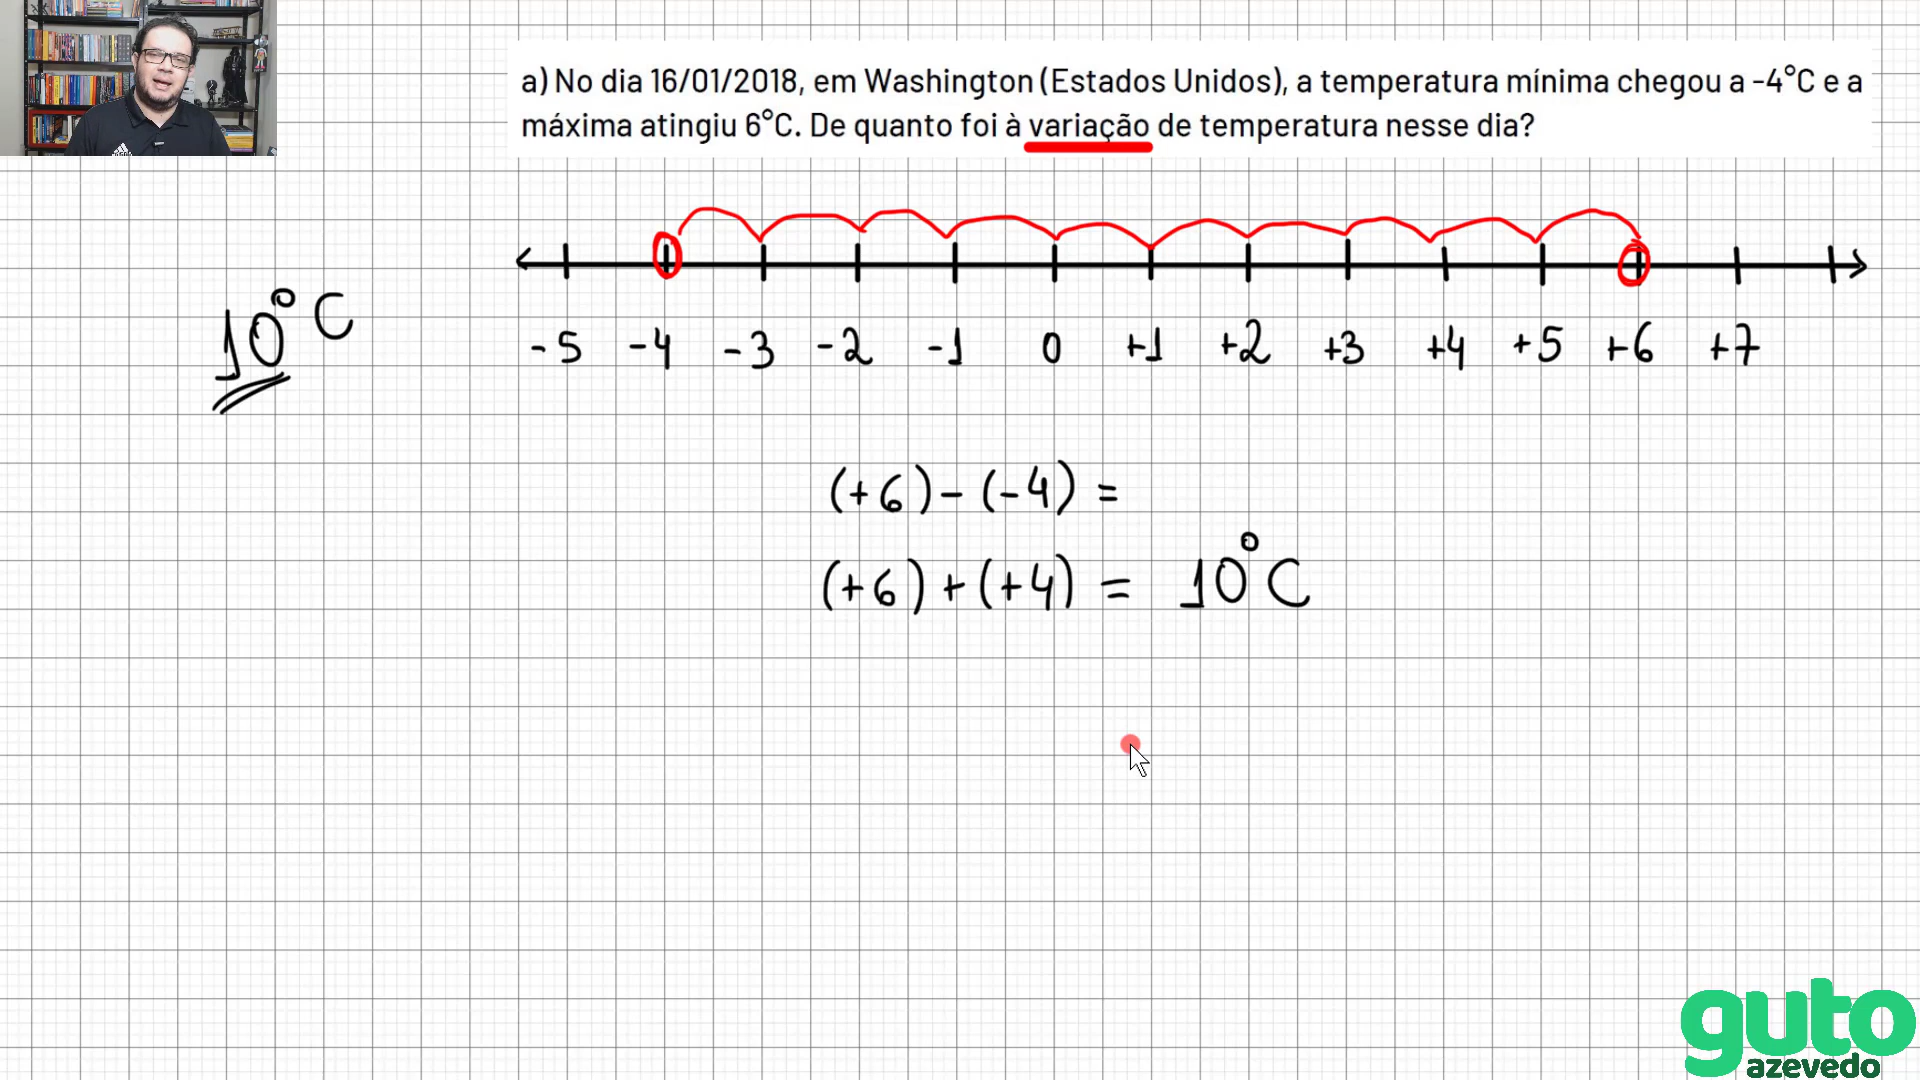 a) No dia 16/01/2018, em Washington (Estados Unidos), a temperatura mínima chegou a -4°C e a
máxima atingiu 6°C. De quanto foi à variação de temperatura nesse dia?
10°C
-5 -4 -3 -2 -1 0 +1 +2 +3 +4 +5 +6 +7
(+6)-(-4) =
(+6)+(+4) = 10°C
guto
azevedo